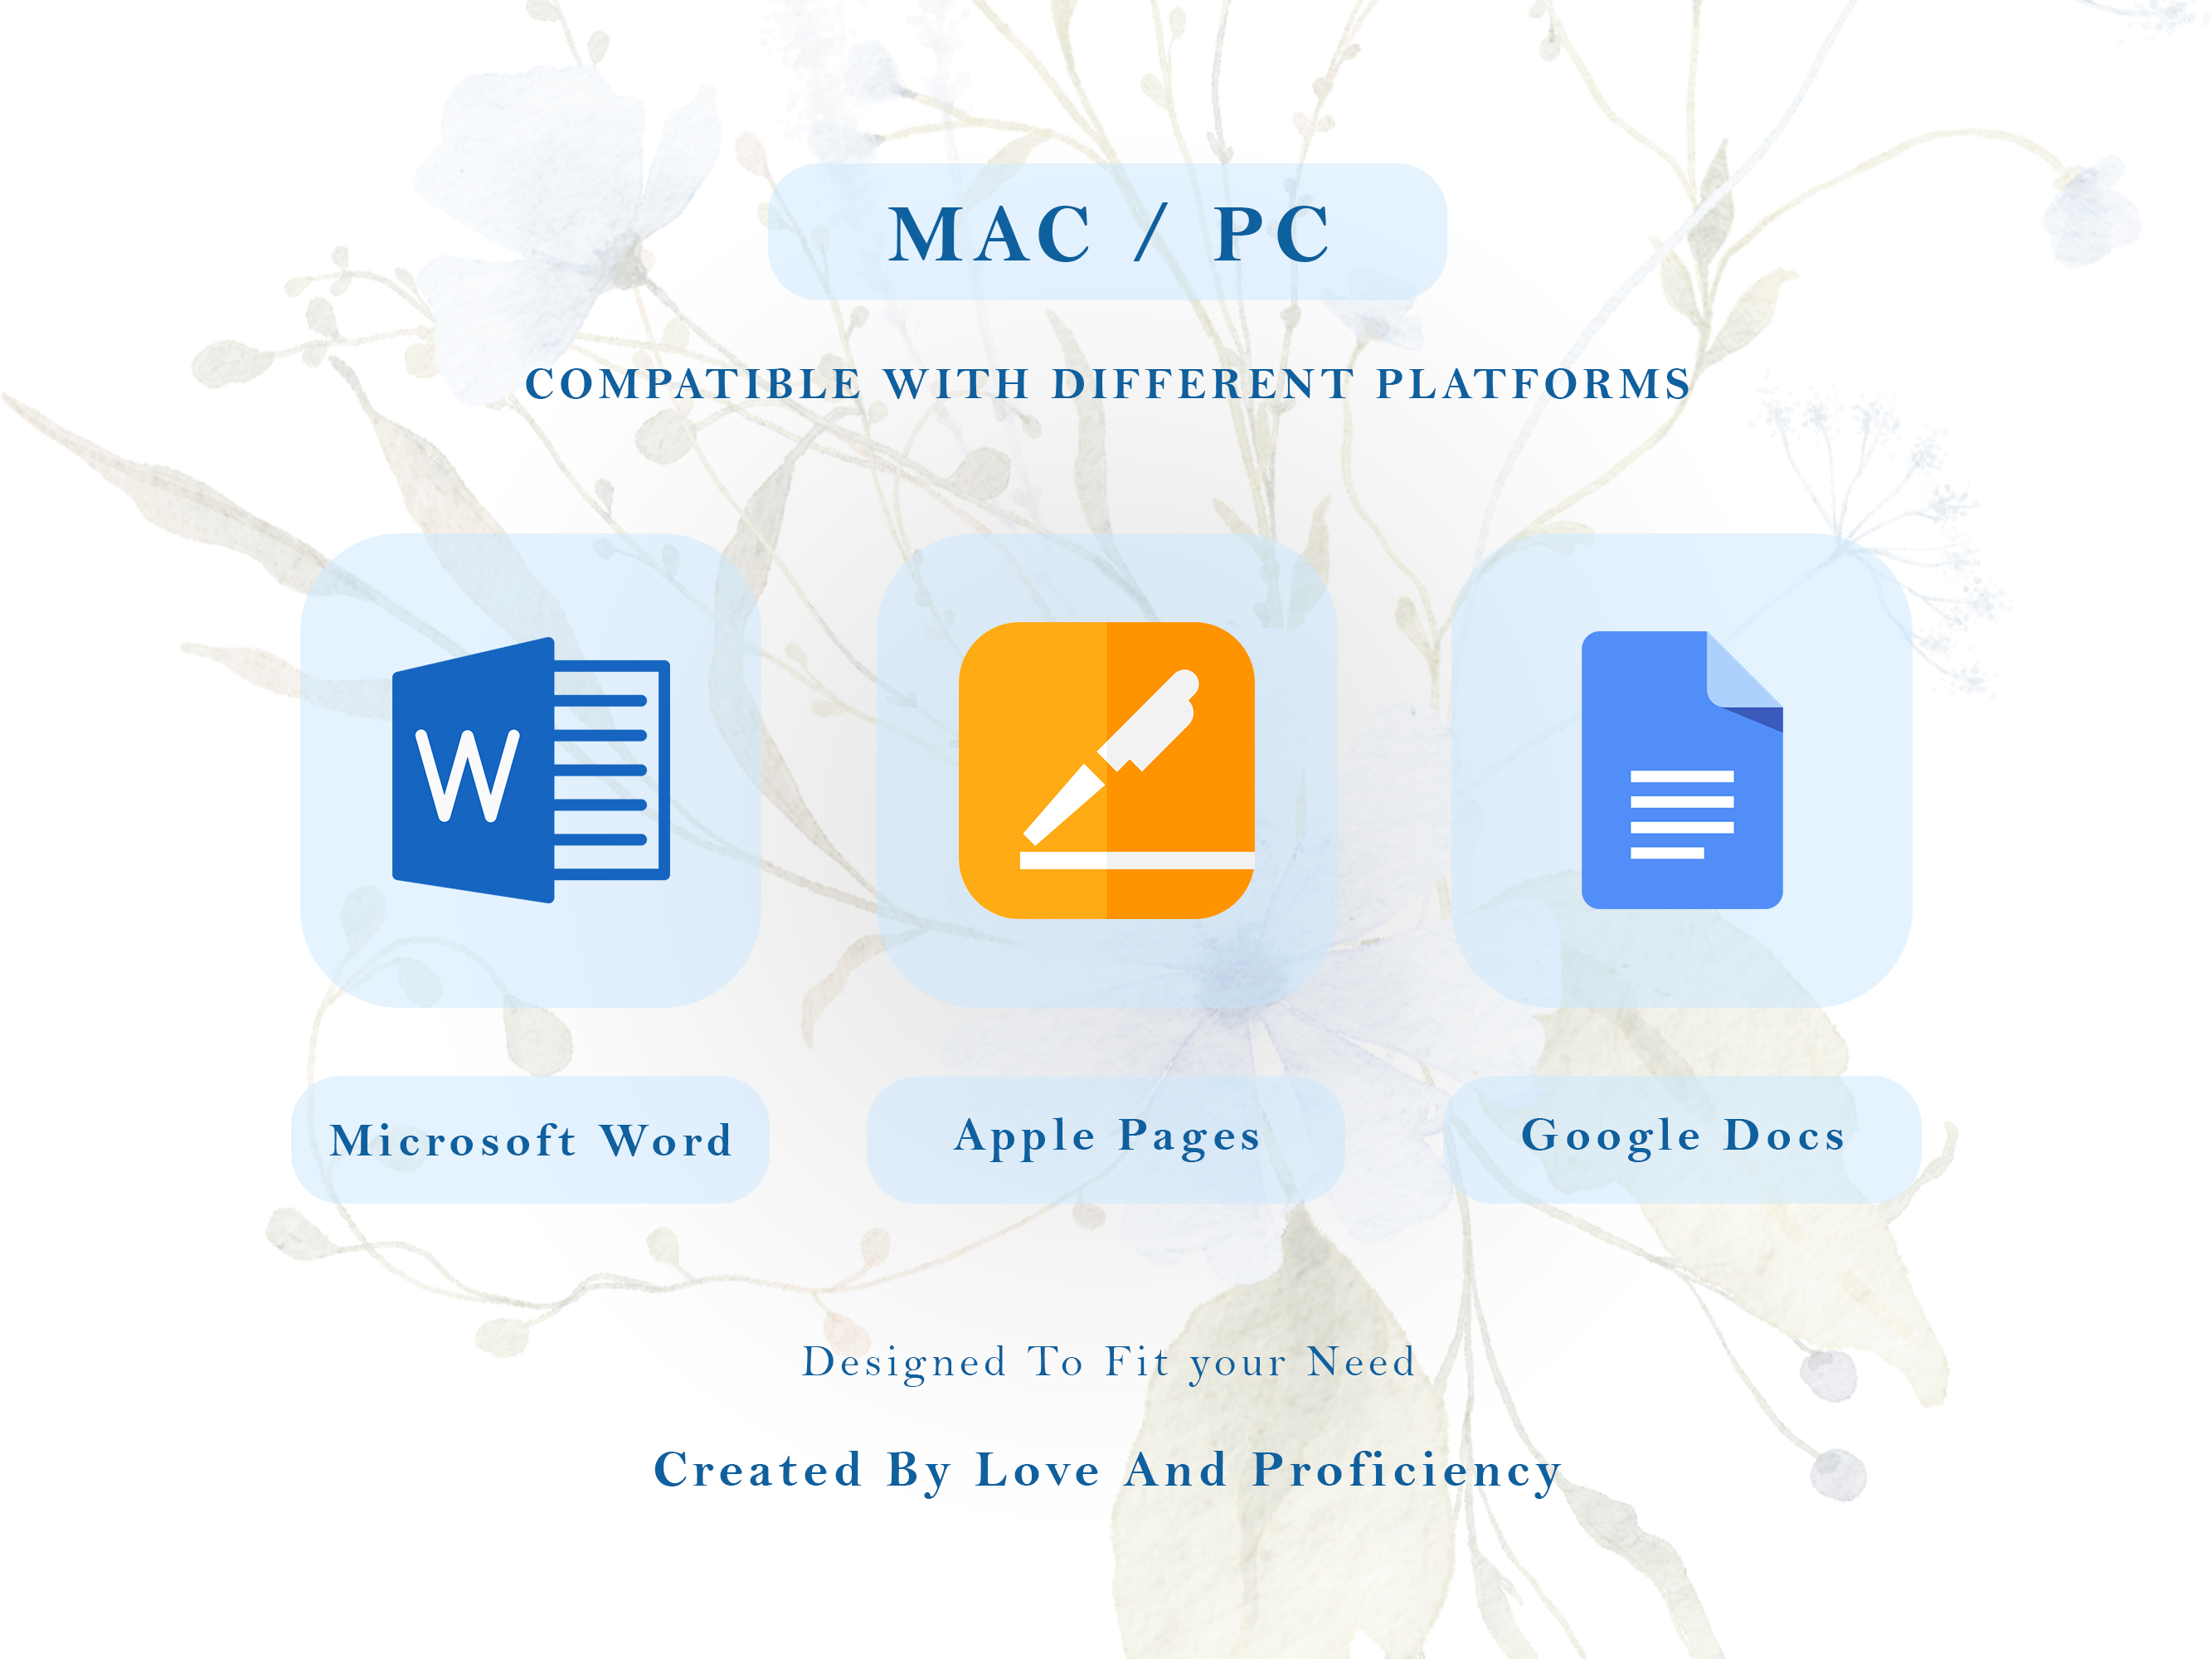 MAC / PC
COMPATIBLE WITH DIFFERENT PLATFORMS
W
Microsoft Word
Apple Pages
Google Docs
Designed To Fit your Need
Created By Love And Proficiency